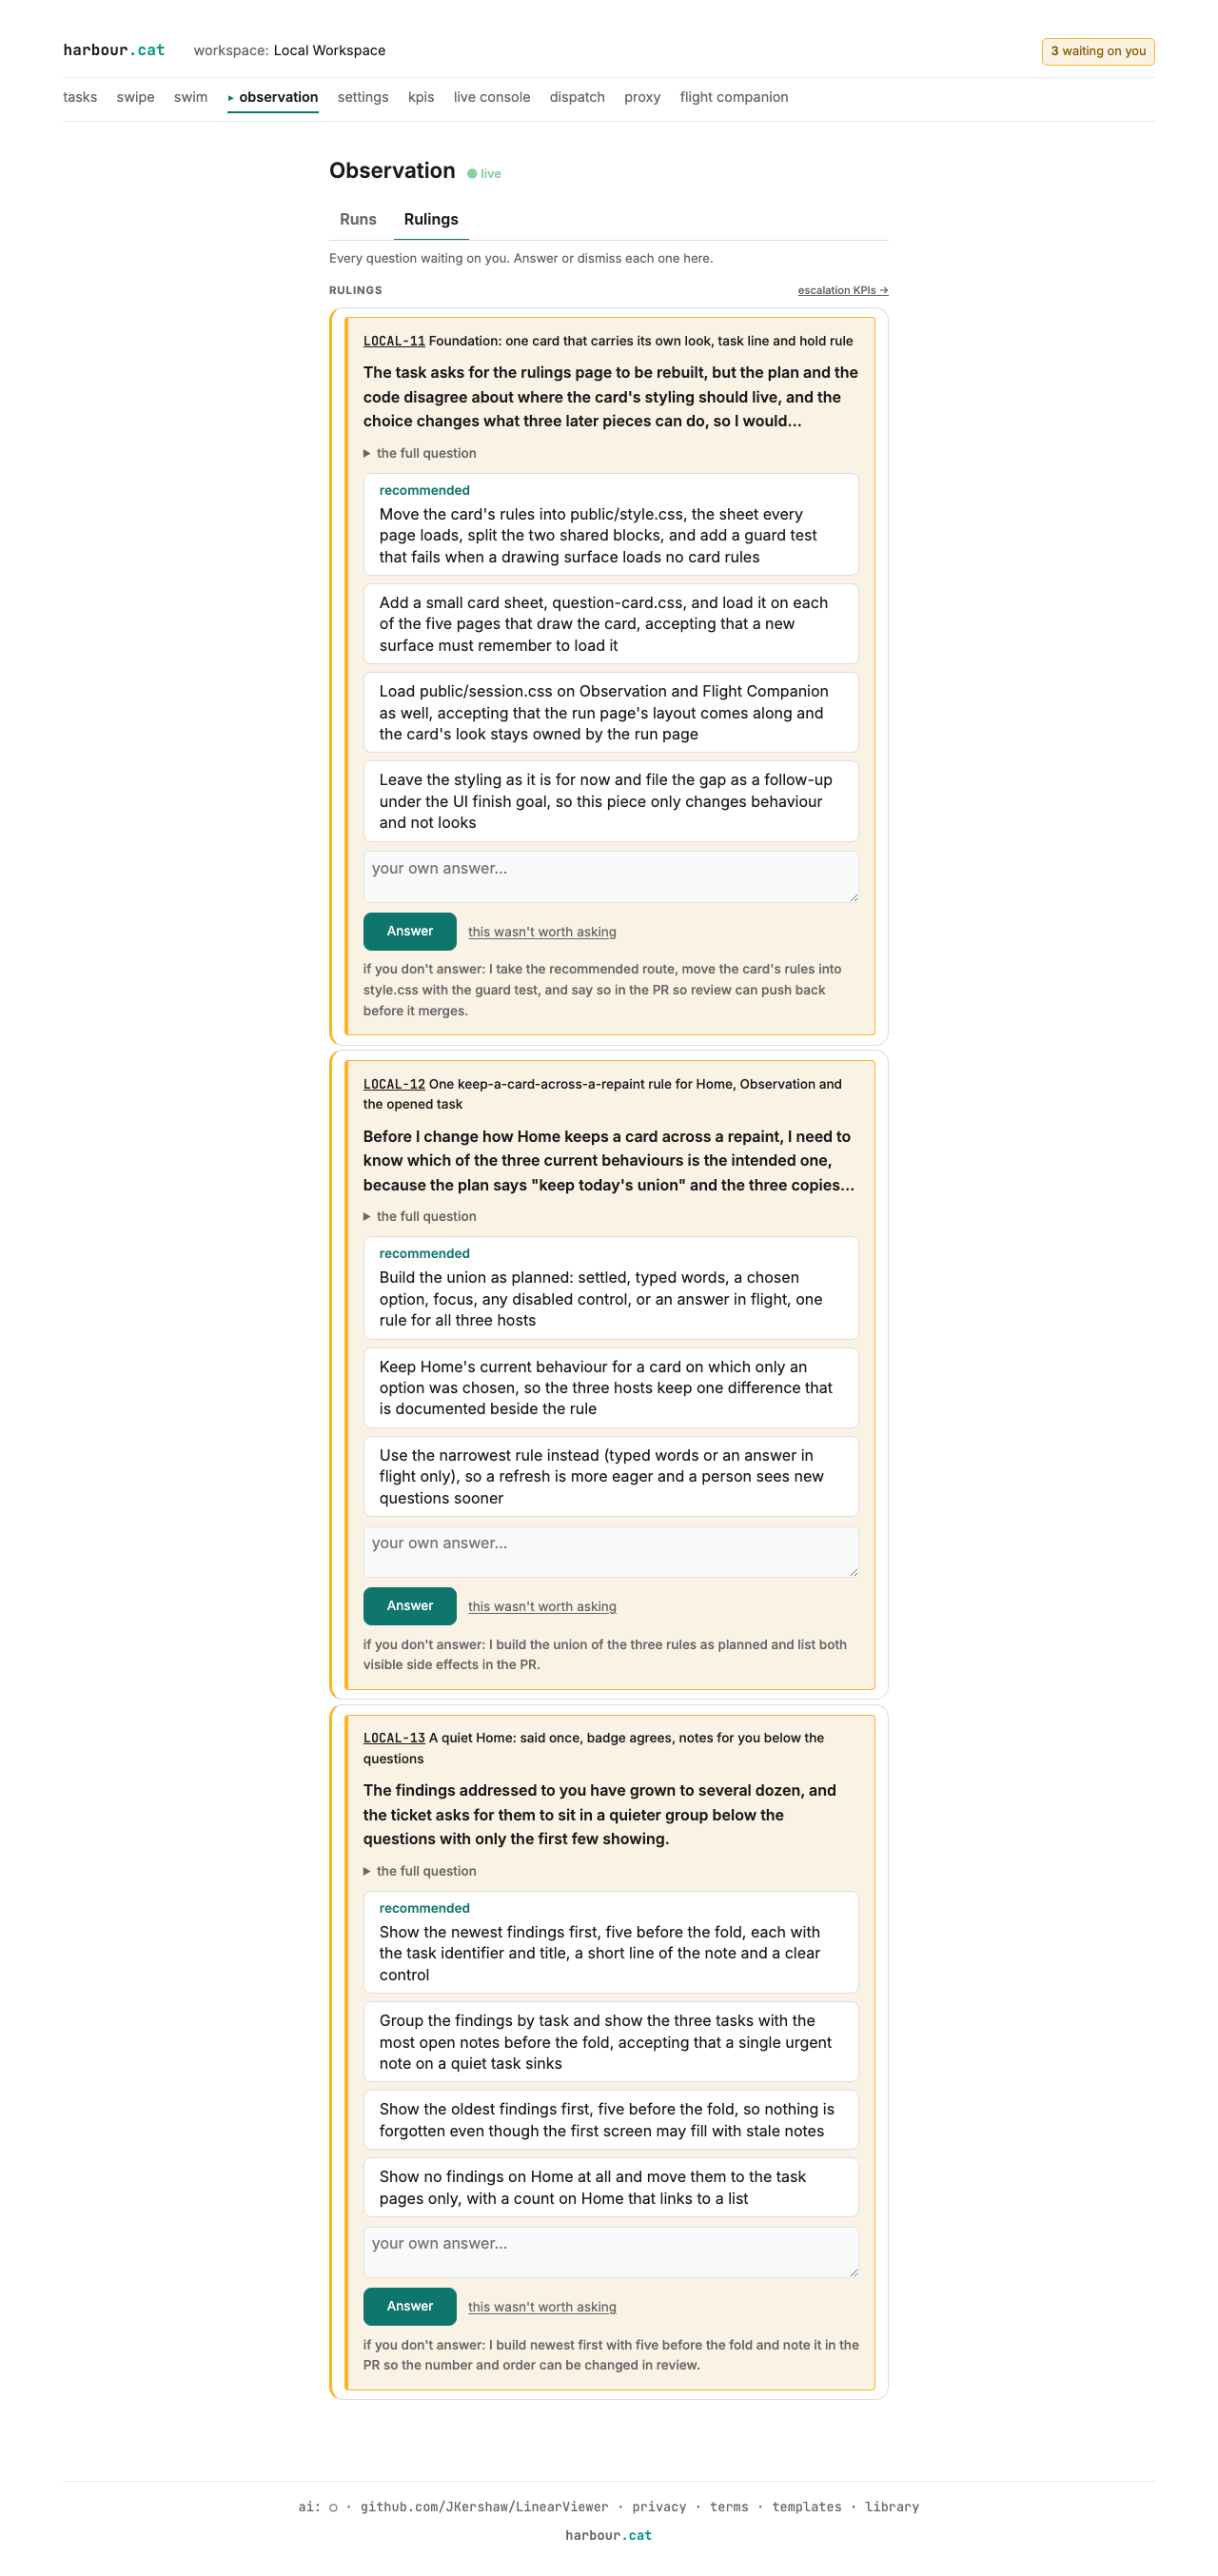 harbour.cat
workspace: Local Workspace
3 waiting on you
tasks swipe swim ▸ observation settings kpis live console dispatch proxy flight companion
Observation
live
Runs Rulings
Every question waiting on you. Answer or dismiss each one here.
RULINGS
escalation KPIs →
LOCAL-11 Foundation: one card that carries its own look, task line and hold rule
The task asks for the rulings page to be rebuilt, but the plan and the
code disagree about where the card's styling should live, and the
choice changes what three later pieces can do, so I would…
▶ the full question
recommended
Move the card's rules into public/style.css, the sheet every
page loads, split the two shared blocks, and add a guard test
that fails when a drawing surface loads no card rules
Add a small card sheet, question-card.css, and load it on each
of the five pages that draw the card, accepting that a new
surface must remember to load it
Load public/session.css on Observation and Flight Companion
as well, accepting that the run page's layout comes along and
the card's look stays owned by the run page
Leave the styling as it is for now and file the gap as a follow-up
under the UI finish goal, so this piece only changes behaviour
and not looks
your own answer…
Answer
this wasn't worth asking
if you don't answer: I take the recommended route, move the card's rules into
style.css with the guard test, and say so in the PR so review can push back
before it merges.
LOCAL-12 One keep-a-card-across-a-repaint rule for Home, Observation and
the opened task
Before I change how Home keeps a card across a repaint, I need to
know which of the three current behaviours is the intended one,
because the plan says "keep today's union" and the three copies…
▶ the full question
recommended
Build the union as planned: settled, typed words, a chosen
option, focus, any disabled control, or an answer in flight, one
rule for all three hosts
Keep Home's current behaviour for a card on which only an
option was chosen, so the three hosts keep one difference that
is documented beside the rule
Use the narrowest rule instead (typed words or an answer in
flight only), so a refresh is more eager and a person sees new
questions sooner
your own answer…
Answer
this wasn't worth asking
if you don't answer: I build the union of the three rules as planned and list both
visible side effects in the PR.
LOCAL-13 A quiet Home: said once, badge agrees, notes for you below the
questions
The findings addressed to you have grown to several dozen, and
the ticket asks for them to sit in a quieter group below the
questions with only the first few showing.
▶ the full question
recommended
Show the newest findings first, five before the fold, each with
the task identifier and title, a short line of the note and a clear
control
Group the findings by task and show the three tasks with the
most open notes before the fold, accepting that a single urgent
note on a quiet task sinks
Show the oldest findings first, five before the fold, so nothing is
forgotten even though the first screen may fill with stale notes
Show no findings on Home at all and move them to the task
pages only, with a count on Home that links to a list
your own answer…
Answer
this wasn't worth asking
if you don't answer: I build newest first with five before the fold and note it in the
PR so the number and order can be changed in review.
ai: ○ · github.com/JKershaw/LinearViewer · privacy · terms · templates · library
harbour.cat